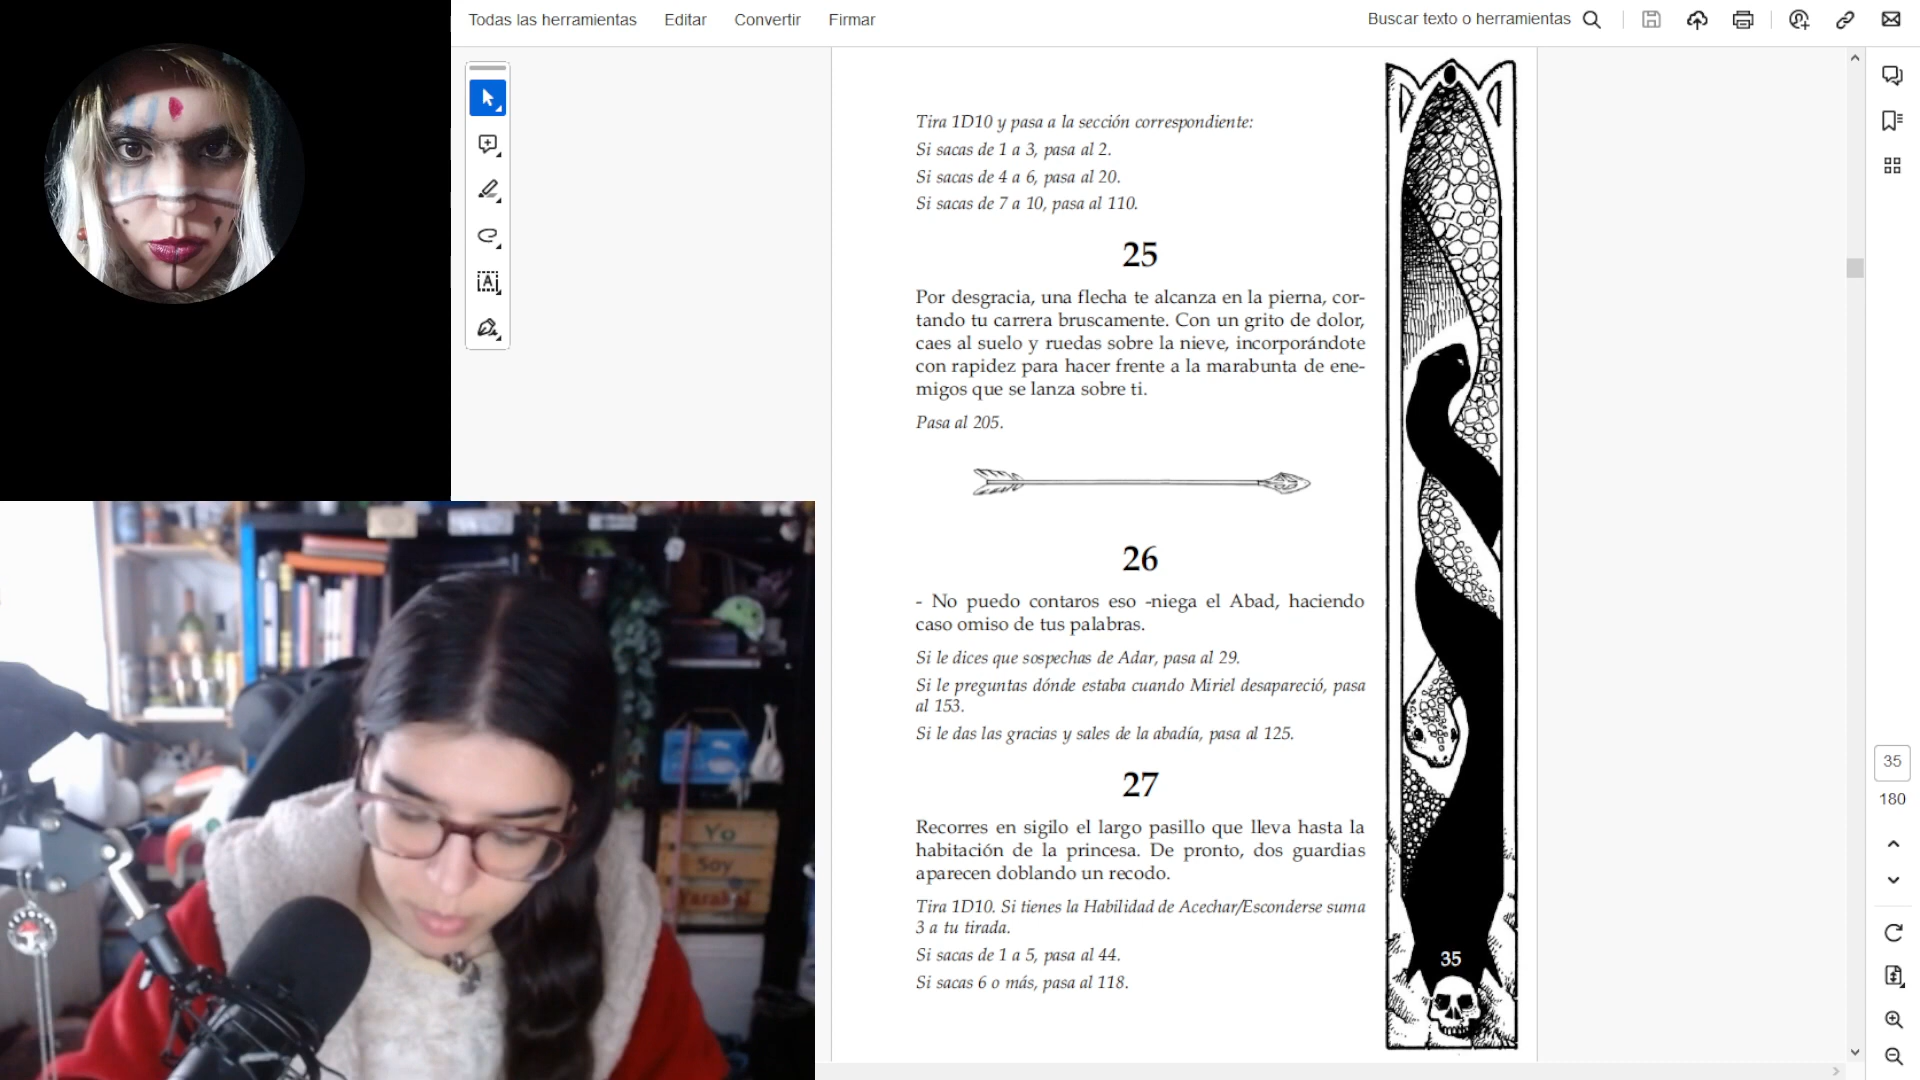 Todas las herramientas
Editar
Convertir
Firmar
Buscar texto o herramientas
Tira 1D10 y pasa a la sección correspondiente:
Si sacas de 1 a 3, pasa al 2.
Si sacas de 4 a 6, pasa al 20.
Si sacas de 7 a 10, pasa al 110.
25
Por desgracia, una flecha te alcanza en la pierna, cor-
tando tu carrera bruscamente. Con un grito de dolor,
caes al suelo y ruedas sobre la nieve, incorporándote
con rapidez para hacer frente a la marabunta de ene-
migos que se lanza sobre ti.
Pasa al 205.
26
- No puedo contaros eso -niega el Abad, haciendo
caso omiso de tus palabras.
Si le dices que sospechas de Adar, pasa al 29.
Si le preguntas dónde estaba cuando Miriel desapareció, pasa
al 153.
Si le das las gracias y sales de la abadía, pasa al 125.
27
Recorres en sigilo el largo pasillo que lleva hasta la
habitación de la princesa. De pronto, dos guardias
aparecen doblando un recodo.
Tira 1D10. Si tienes la Habilidad de Acechar/Esconderse suma
3 a tu tirada.
Si sacas de 1 a 5, pasa al 44.
Si sacas 6 o más, pasa al 118.
35
35
180
Yo
Soy